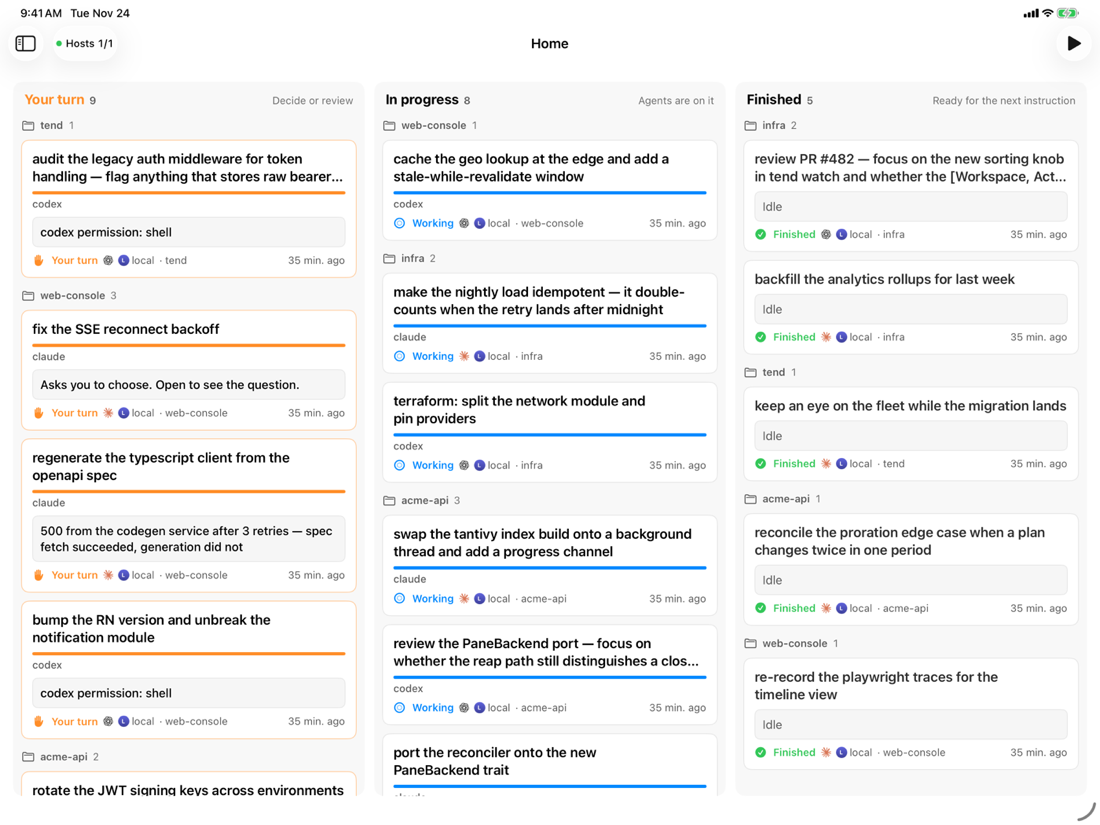 9:41 AM Tue Nov 24
Hosts 1/1
Home
Your turn 9
Decide or review
tend 1
audit the legacy auth middleware for token
handling — flag anything that stores raw bearer...
codex
codex permission: shell
Your turn L local · tend
35 min. ago
web-console 3
fix the SSE reconnect backoff
claude
Asks you to choose. Open to see the question.
Your turn L local · web-console
35 min. ago
regenerate the typescript client from the
openapi spec
claude
500 from the codegen service after 3 retries — spec
fetch succeeded, generation did not
Your turn L local · web-console
35 min. ago
bump the RN version and unbreak the
notification module
codex
codex permission: shell
Your turn L local · web-console
35 min. ago
acme-api 2
rotate the JWT signing keys across environments
In progress 8
Agents are on it
web-console 1
cache the geo lookup at the edge and add a
stale-while-revalidate window
codex
Working L local · web-console
35 min. ago
infra 2
make the nightly load idempotent — it double-
counts when the retry lands after midnight
claude
Working L local · infra
35 min. ago
terraform: split the network module and
pin providers
codex
Working L local · infra
35 min. ago
acme-api 3
swap the tantivy index build onto a background
thread and add a progress channel
claude
Working L local · acme-api
35 min. ago
review the PaneBackend port — focus on
whether the reap path still distinguishes a clos...
codex
Working L local · acme-api
35 min. ago
port the reconciler onto the new
PaneBackend trait
Finished 5
Ready for the next instruction
infra 2
review PR #482 — focus on the new sorting knob
in tend watch and whether the [Workspace, Act...
Idle
Finished L local · infra
35 min. ago
backfill the analytics rollups for last week
Idle
Finished L local · infra
35 min. ago
tend 1
keep an eye on the fleet while the migration lands
Idle
Finished L local · tend
35 min. ago
acme-api 1
reconcile the proration edge case when a plan
changes twice in one period
Idle
Finished L local · acme-api
35 min. ago
web-console 1
re-record the playwright traces for the
timeline view
Idle
Finished L local · web-console
35 min. ago